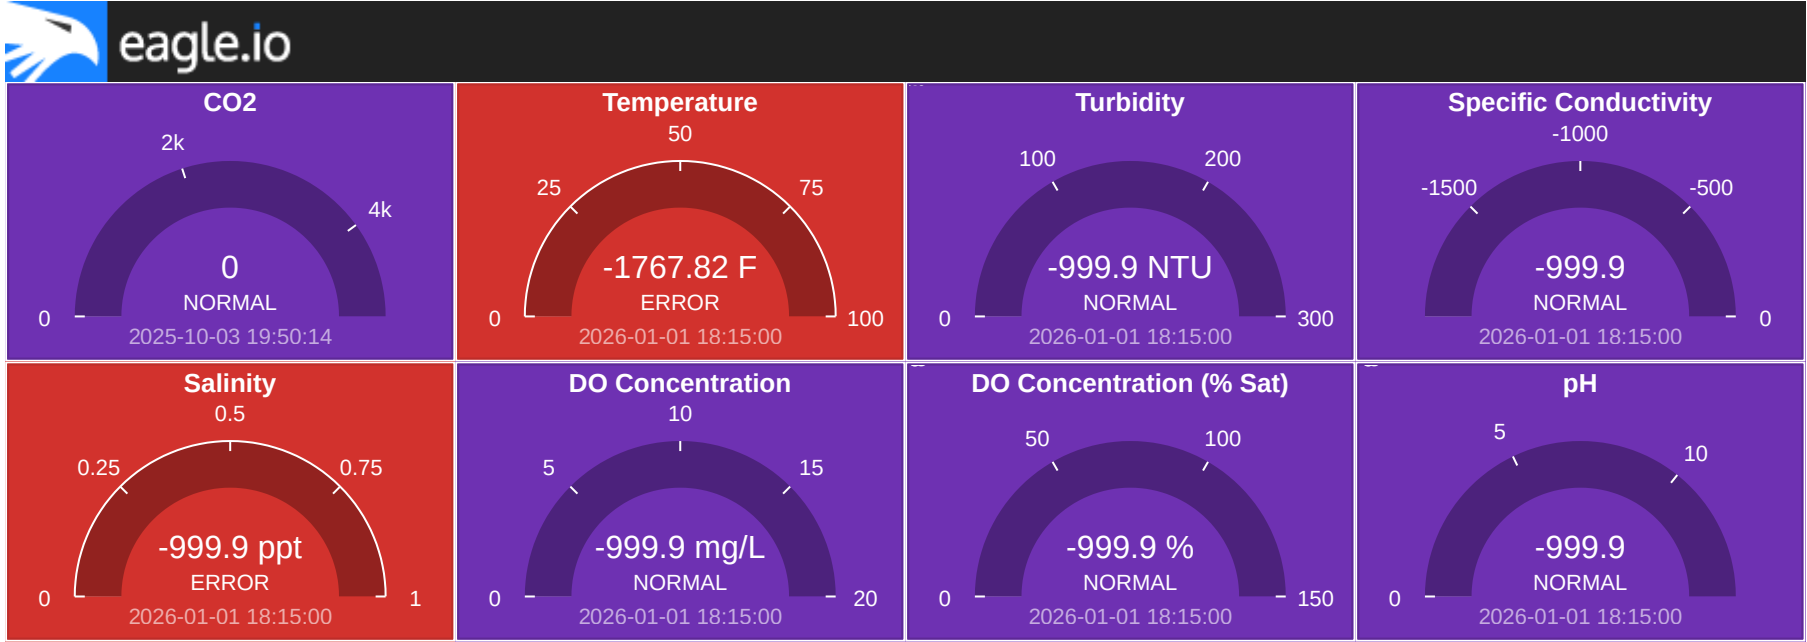 eagle.io
CO2
2k
4k
0
0
NORMAL
2025-10-03 19:50:14
Temperature
50
25
75
-1767.82 F
ERROR
0
100
2026-01-01 18:15:00
Turbidity
100
200
-999.9 NTU
NORMAL
0
300
2026-01-01 18:15:00
Specific Conductivity
-1000
-1500
-500
-999.9
NORMAL
0
2026-01-01 18:15:00
Salinity
0.5
0.25
0.75
-999.9 ppt
ERROR
0
1
2026-01-01 18:15:00
DO Concentration
10
5
15
-999.9 mg/L
NORMAL
0
20
2026-01-01 18:15:00
DO Concentration (% Sat)
50
100
-999.9 %
NORMAL
0
150
2026-01-01 18:15:00
pH
5
10
-999.9
NORMAL
0
2026-01-01 18:15:00